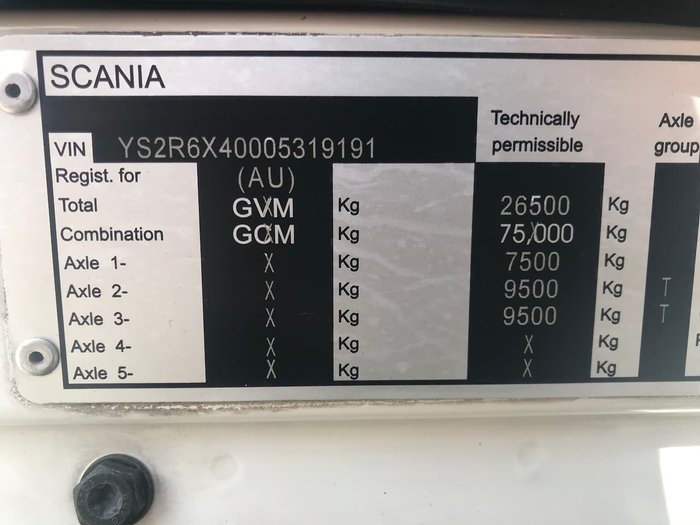 SCANIA
VIN YS2R6X40005319191 Technically permissible Axle group
Regist. for (AU)
Total GVM Kg 26500 Kg
Combination GCM Kg 75,000 Kg
Axle 1- X Kg 7500 Kg
Axle 2- X Kg 9500 Kg T
Axle 3- X Kg 9500 Kg T
Axle 4- X Kg X Kg
Axle 5- X Kg X Kg